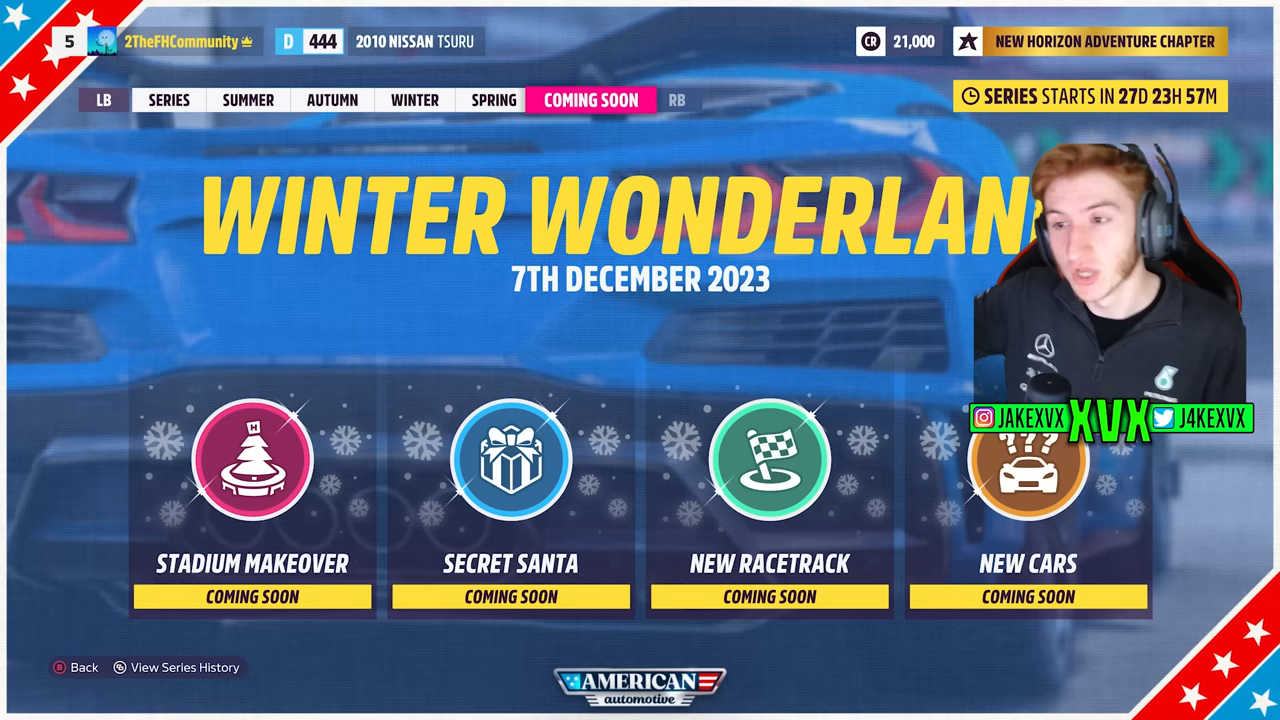 5 2TheFHCommunity D 444 2010 NISSAN TSURU CR 21,000 NEW HORIZON ADVENTURE CHAPTER
LB SERIES SUMMER AUTUMN WINTER SPRING COMING SOON RB
SERIES STARTS IN 27D 23H 57M
WINTER WONDERLAN
7TH DECEMBER 2023
JAKEXVX XVX J4KEXVX
H
???
STADIUM MAKEOVER SECRET SANTA NEW RACETRACK NEW CARS
COMING SOON COMING SOON COMING SOON COMING SOON
B Back View Series History
AMERICAN
automotive